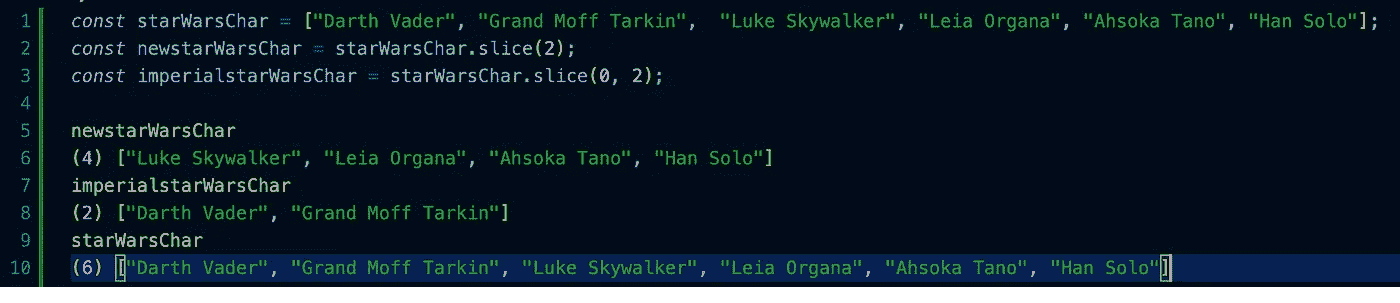 1 const starWarsChar = ["Darth Vader", "Grand Moff Tarkin",  "Luke Skywalker", "Leia Organa", "Ahsoka Tano", "Han Solo"];
2 const newstarWarsChar = starWarsChar.slice(2);
3 const imperialstarWarsChar = starWarsChar.slice(0, 2);
4
5 newstarWarsChar
6 (4) ["Luke Skywalker", "Leia Organa", "Ahsoka Tano", "Han Solo"]
7 imperialstarWarsChar
8 (2) ["Darth Vader", "Grand Moff Tarkin"]
9 starWarsChar
10 (6) ["Darth Vader", "Grand Moff Tarkin", "Luke Skywalker", "Leia Organa", "Ahsoka Tano", "Han Solo"]